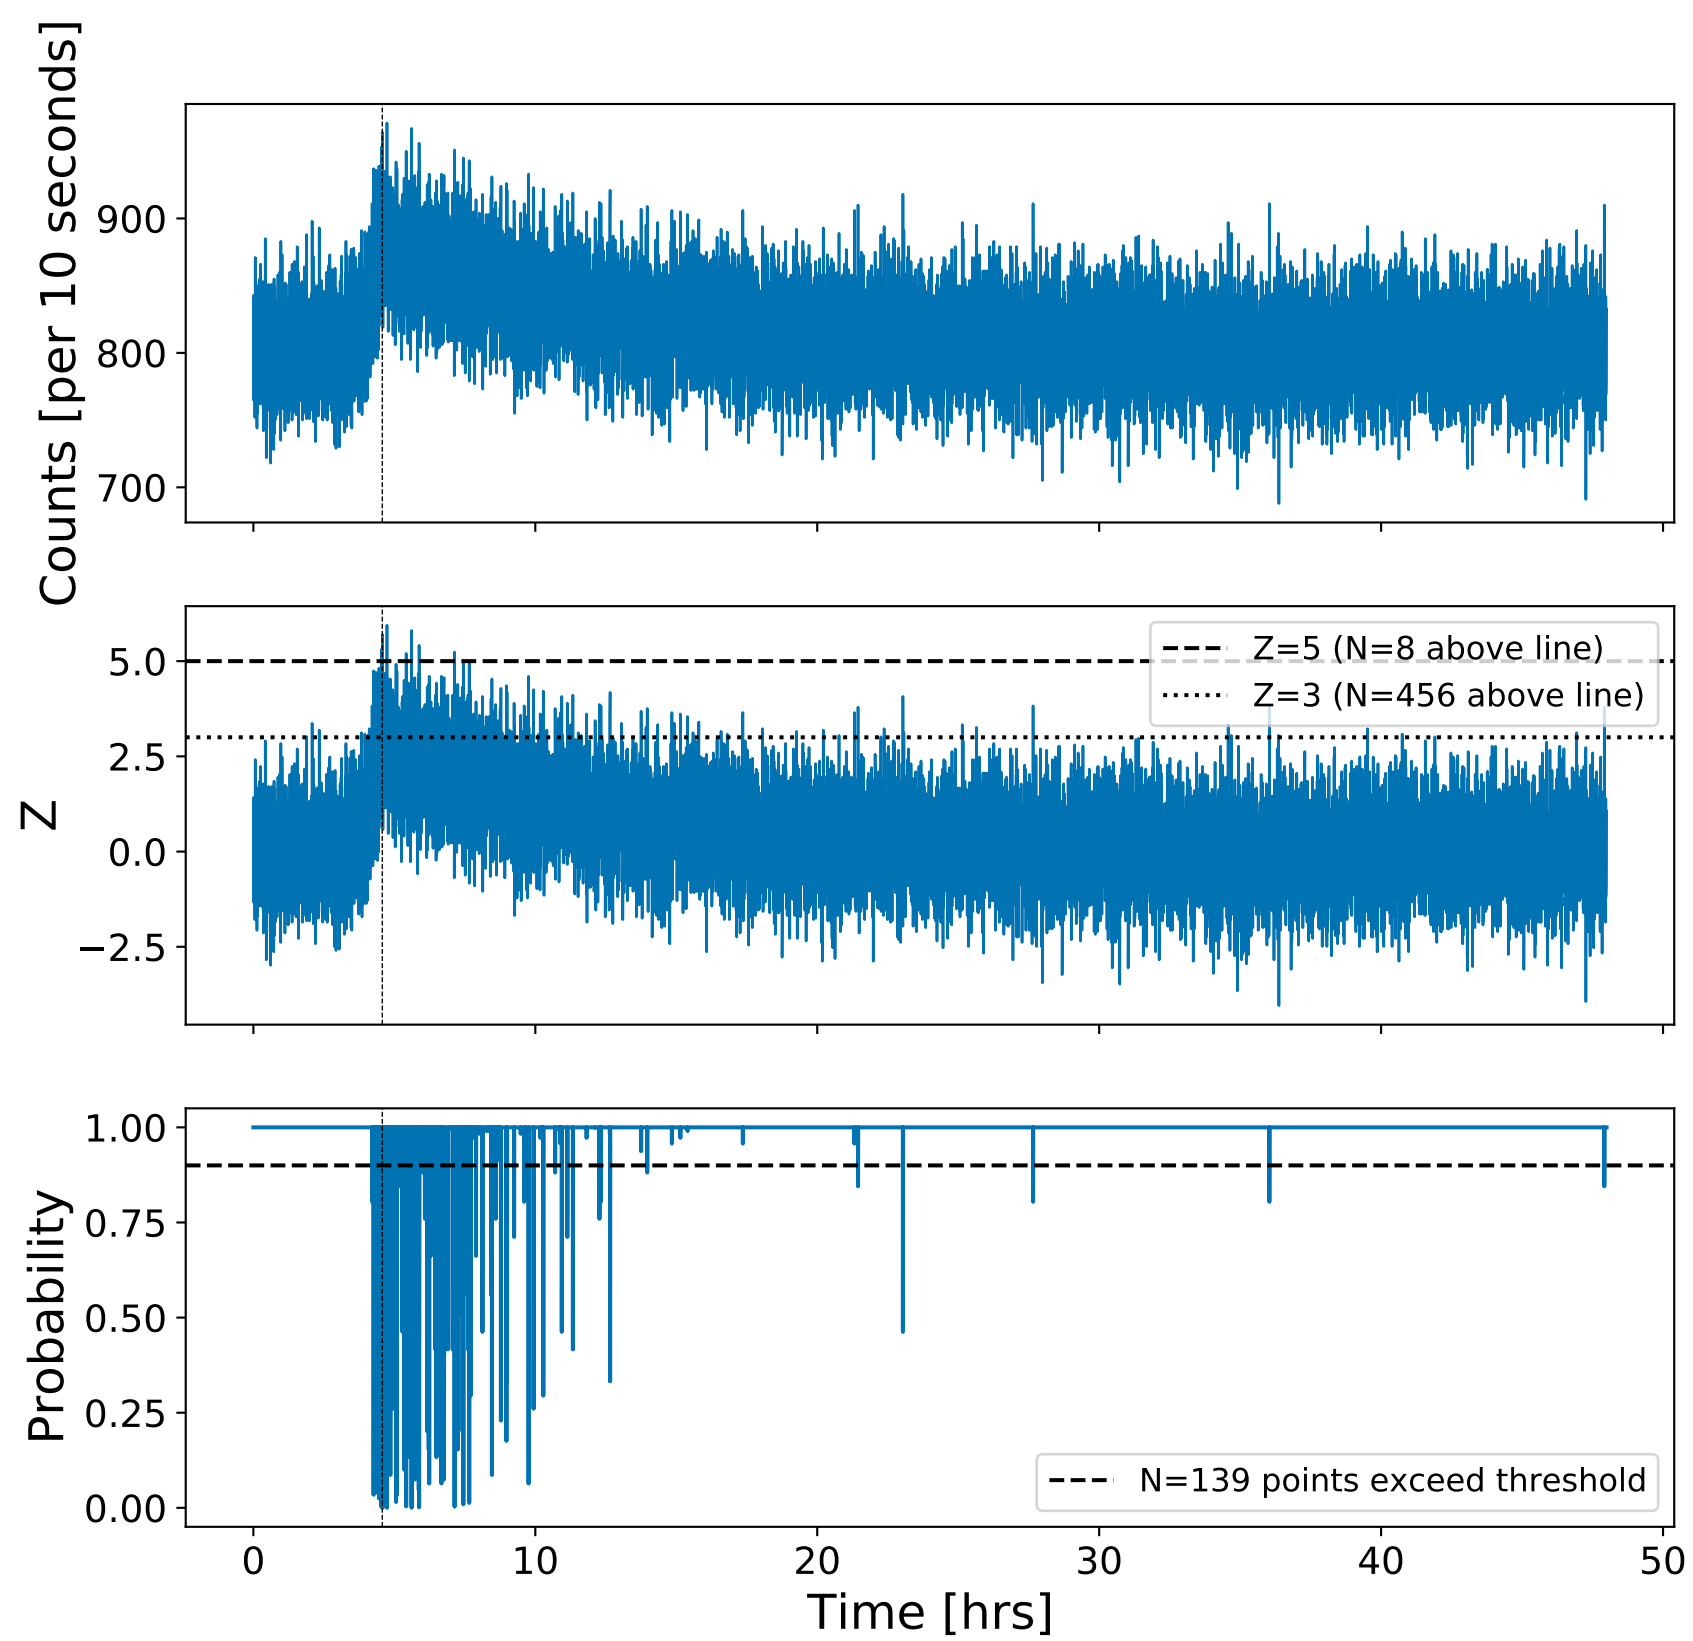 Counts [per 10 seconds]
900
800
700
Z
5.0
2.5
0.0
−2.5
Z=5 (N=8 above line)
Z=3 (N=456 above line)
Probability
1.00
0.75
0.50
0.25
0.00
N=139 points exceed threshold
0 10 20 30 40 50
Time [hrs]